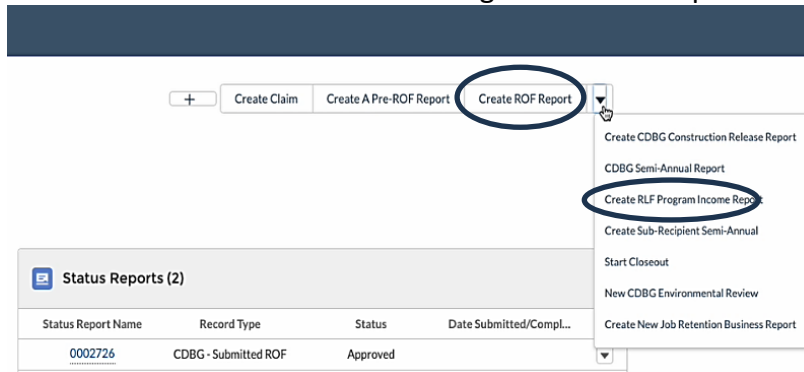 + Create Claim Create A Pre-ROF Report Create ROF Report
Create CDBG Construction Release Report
CDBG Semi-Annual Report
Create RLF Program Income Report
Create Sub-Recipient Semi-Annual
Start Closeout
New CDBG Environmental Review
Create New Job Retention Business Report
Status Reports (2)
Status Report Name Record Type Status Date Submitted/Compl...
0002726 CDBG - Submitted ROF Approved